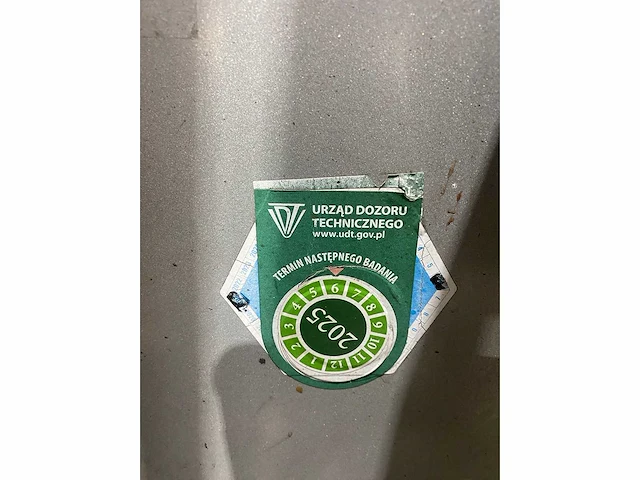 URZĄD DOZORU
TECHNICZNEGO
www.udt.gov.pl
TERMIN NASTĘPNEGO BADANIA
1 2 3 4 5 6 7 8 9 10 11 12
2025